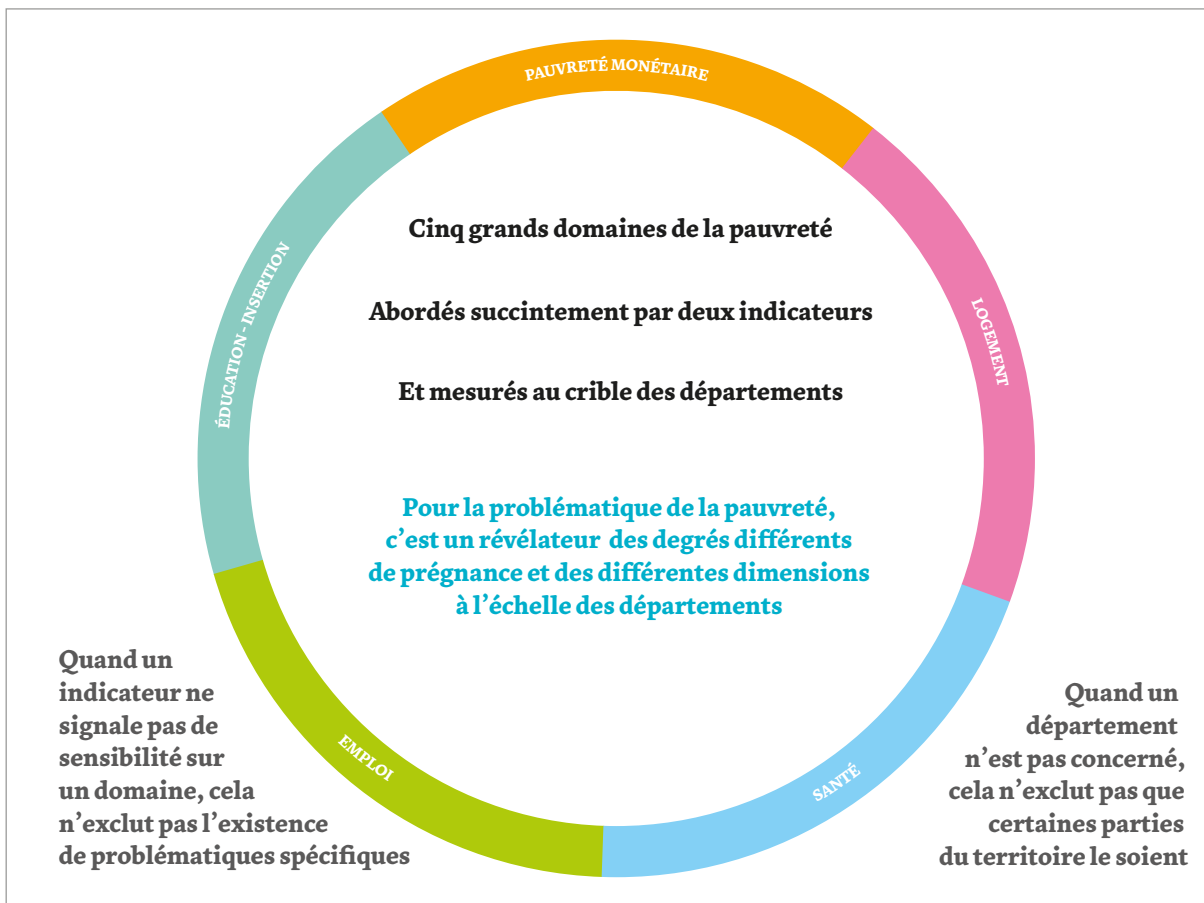 PAUVRETÉ MONÉTAIRE
LOGEMENT
SANTÉ
EMPLOI
ÉDUCATION - INSERTION
Cinq grands domaines de la pauvreté
Abordés succintement par deux indicateurs
Et mesurés au crible des départements
Pour la problématique de la pauvreté,
c’est un révélateur des degrés différents
de prégnance et des différentes dimensions
à l’échelle des départements
Quand un
indicateur ne
signale pas de
sensibilité sur
un domaine, cela
n’exclut pas l’existence
de problématiques spécifiques
Quand un
département
n’est pas concerné,
cela n’exclut pas que
certaines parties
du territoire le soient